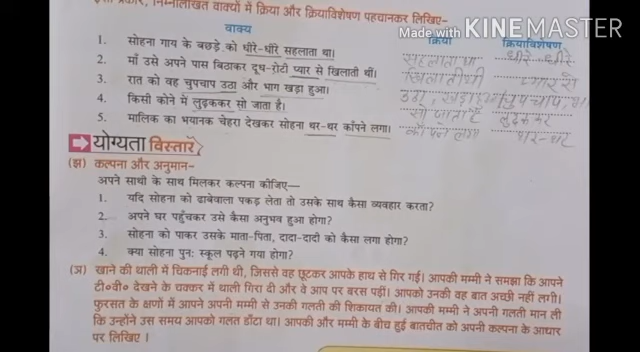 इसी प्रकार, निम्नलिखित वाक्यों में क्रिया और क्रियाविशेषण पहचानकर लिखिए–
Made with KINEMASTER
वाक्य क्रिया क्रियाविशेषण
1. सोहना गाय के बछड़े को धीरे-धीरे सहलाता था। सहलाता था धीरे धीरे
2. माँ उसे अपने पास बिठाकर दूध-रोटी प्यार से खिलाती थीं। खिलाती थी प्यार से
3. रात को वह चुपचाप उठा और भाग खड़ा हुआ। उठा, खड़ा हुआ चुपचाप,
4. किसी कोने में लुढ़ककर सो जाता है। सो जाता है लुढ़ककर
5. मालिक का भयानक चेहरा देखकर सोहना थर-थर काँपने लगा। काँपने लगा थर-थर
योग्यता विस्तार
(झ) कल्पना और अनुमान-
अपने साथी के साथ मिलकर कल्पना कीजिए—
1. यदि सोहना को ढाबेवाला पकड़ लेता तो उसके साथ कैसा व्यवहार करता?
2. अपने घर पहुँचकर उसे कैसा अनुभव हुआ होगा?
3. सोहना को पाकर उसके माता-पिता, दादा-दादी को कैसा लगा होगा?
4. क्या सोहना पुनः स्कूल पढ़ने गया होगा?
(ञ) खाने की थाली में चिकनाई लगी थी, जिससे वह छूटकर आपके हाथ से गिर गई। आपकी मम्मी ने समझा कि आपने
टी०वी० देखने के चक्कर में थाली गिरा दी और वे आप पर बरस पड़ीं। आपको उनकी वह बात अच्छी नहीं लगी।
फुरसत के क्षणों में आपने अपनी मम्मी से उनकी गलती की शिकायत की। आपकी मम्मी ने अपनी गलती मान ली
कि उन्होंने उस समय आपको गलत डाँटा था। आपकी और मम्मी के बीच हुई बातचीत को अपनी कल्पना के आधार
पर लिखिए ।